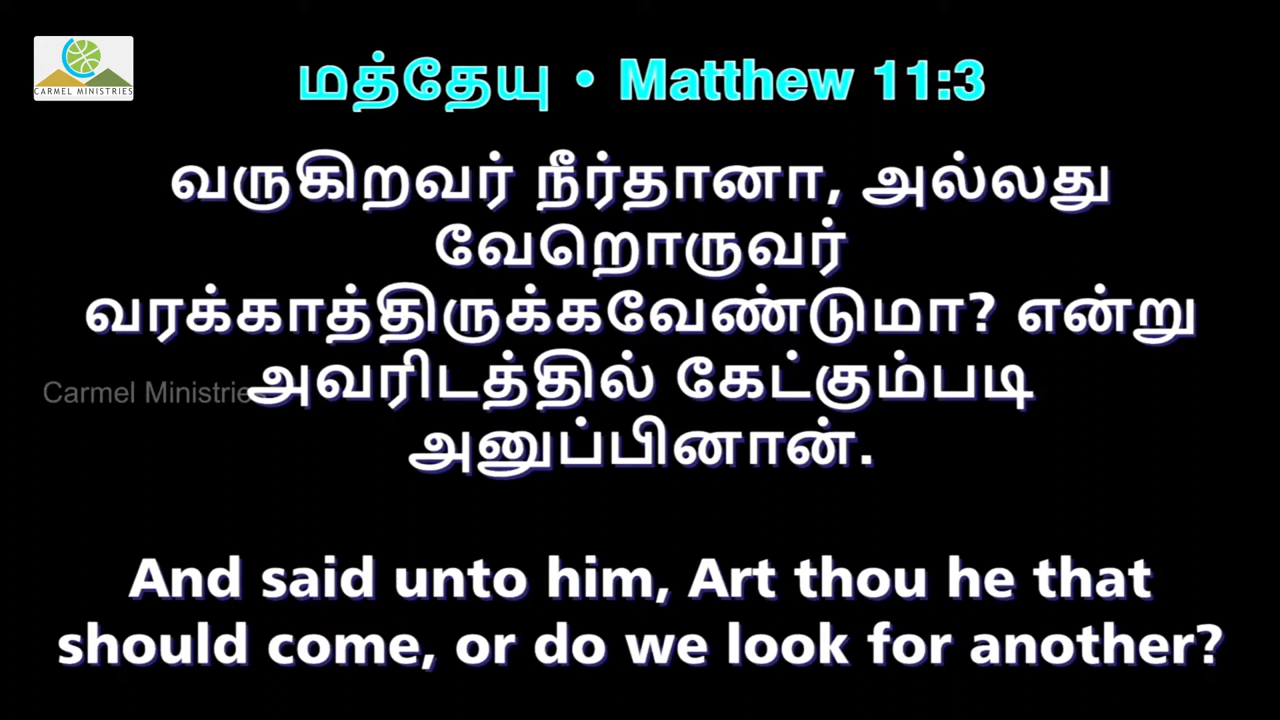 CARMEL MINISTRIES
மத்தேயு • Matthew 11:3
வருகிறவர் நீர்தானா, அல்லது
வேறொருவர்
வரக்காத்திருக்கவேண்டுமா? என்று
அவரிடத்தில் கேட்கும்படி
அனுப்பினான்.
Carmel Ministrie
And said unto him, Art thou he that
should come, or do we look for another?